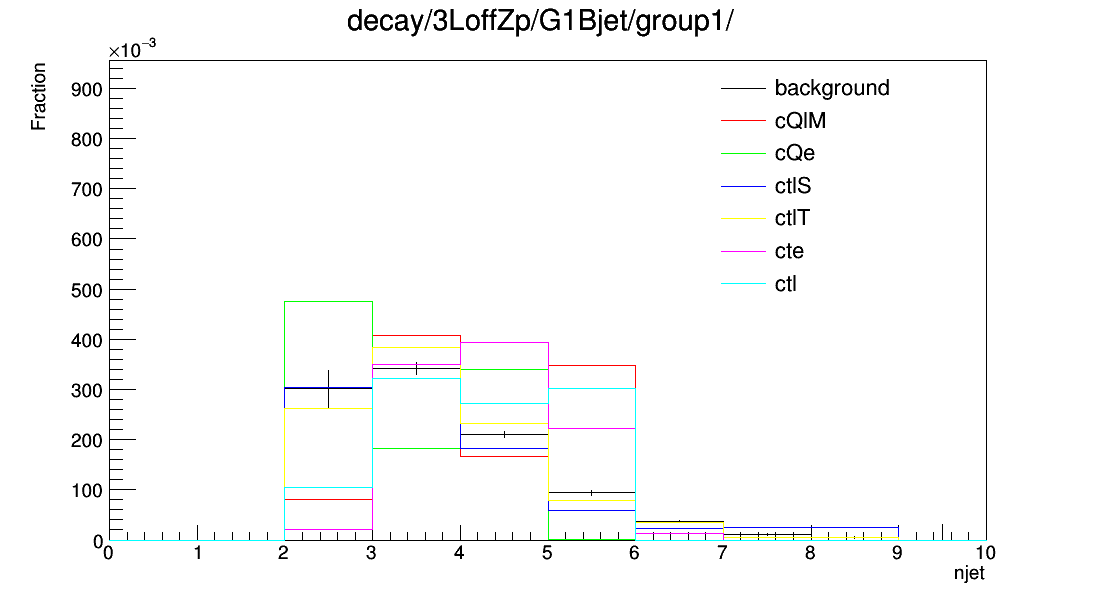 decay/3LoffZp/G1Bjet/group1/
×10⁻³
Fraction
900
800
700
600
500
400
300
200
100
0
background
cQlM
cQe
ctlS
ctlT
cte
ctl
0 1 2 3 4 5 6 7 8 9 10
njet